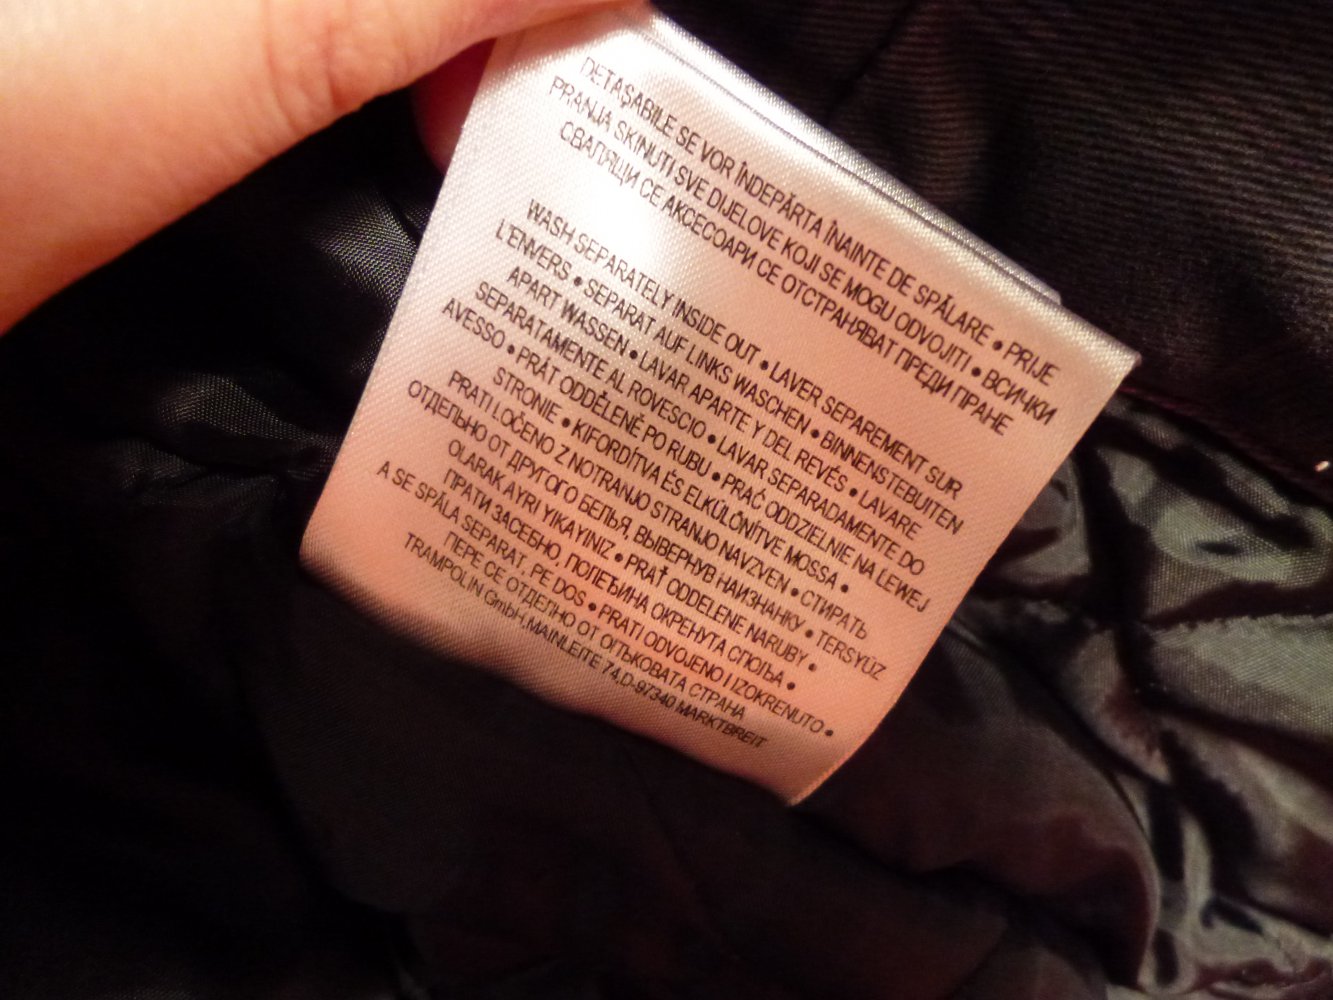 DETAŞABILE SE VOR ÎNDEPĂRTA ÎNAINTE DE SPĂLARE • PRIJE
PRANJA SKINUTI SVE DIJELOVE KOJI SE MOGU ODVOJITI • ВСИЧКИ
СВАЛЯЩИ СЕ АКСЕСОАРИ СЕ ОТСТРАНЯВАТ ПРЕДИ ПРАНЕ
WASH SEPARATELY INSIDE OUT • LAVER SEPAREMENT SUR
L'ENVERS • SEPARAT AUF LINKS WASCHEN • BINNENSTEBUITEN
APART WASSEN • LAVAR APARTE Y DEL REVÉS • LAVARE
SEPARATAMENTE AL ROVESCIO • LAVAR SEPARADAMENTE DO
AVESSO • PRÁT ODDĚLENĚ PO RUBU • PRAĆ ODDZIELNIE NA LEWEJ
STRONIE • KIFORDÍTVA ÉS ELKÜLÖNÍTVE MOSSA •
PRATI LOČENO Z NOTRANJO STRANJO NAVZVEN • СТИРАТЬ
ОТДЕЛЬНО ОТ ДРУГОГО БЕЛЬЯ, ВЫВЕРНУВ НАИЗНАНКУ • TERSYÜZ
OLARAK AYRI YIKAYINIZ • PRAŤ ODDELENE NARUBY •
ПРАТИ ЗАСЕБНО, ПОЛЕЂИНА ОКРЕНУТА СПОЉА •
A SE SPĂLA SEPARAT, PE DOS • PRATI ODVOJENO I IZOKRENUTO •
ПЕРЕ СЕ ОТДЕЛНО ОТ ОПЪКОВАТА СТРАНА
TRAMPOLIN GmbH,MAINLEITE 74,D-97340 MARKTBREIT